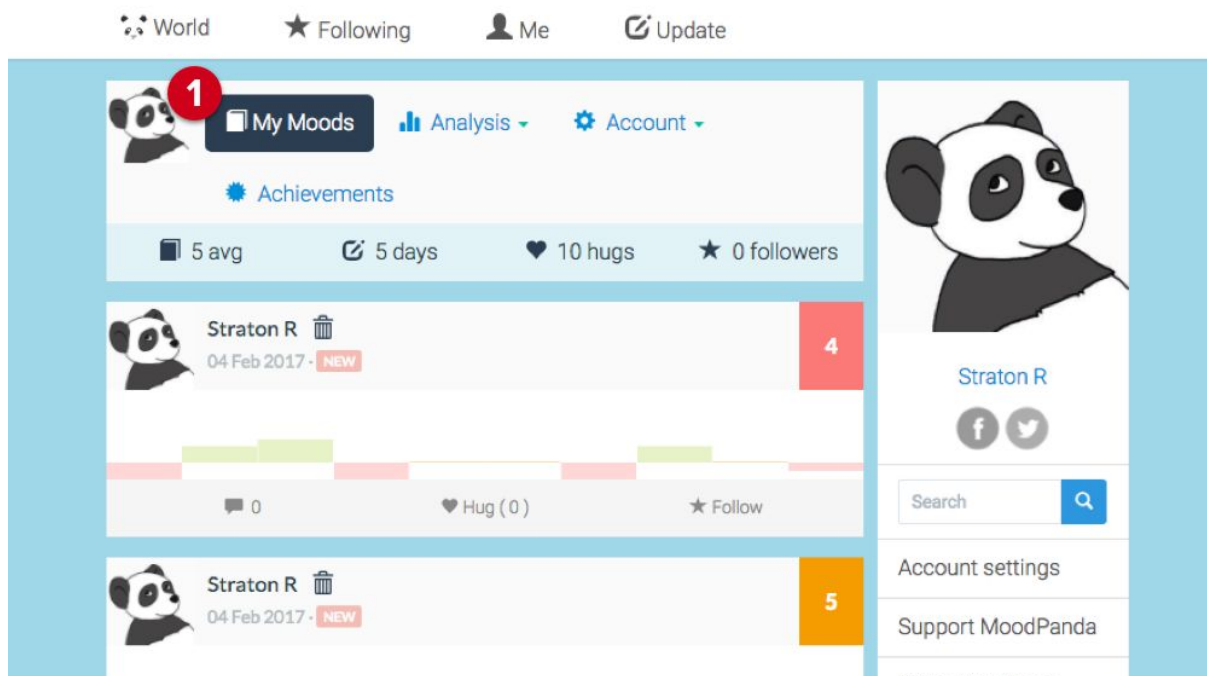 World Following Me Update
1
My Moods Analysis Account
Achievements
5 avg 5 days 10 hugs 0 followers
Straton R
04 Feb 2017 · NEW
4
0 Hug ( 0 ) Follow
Straton R
04 Feb 2017 · NEW
5
Straton R
Search
Account settings
Support MoodPanda